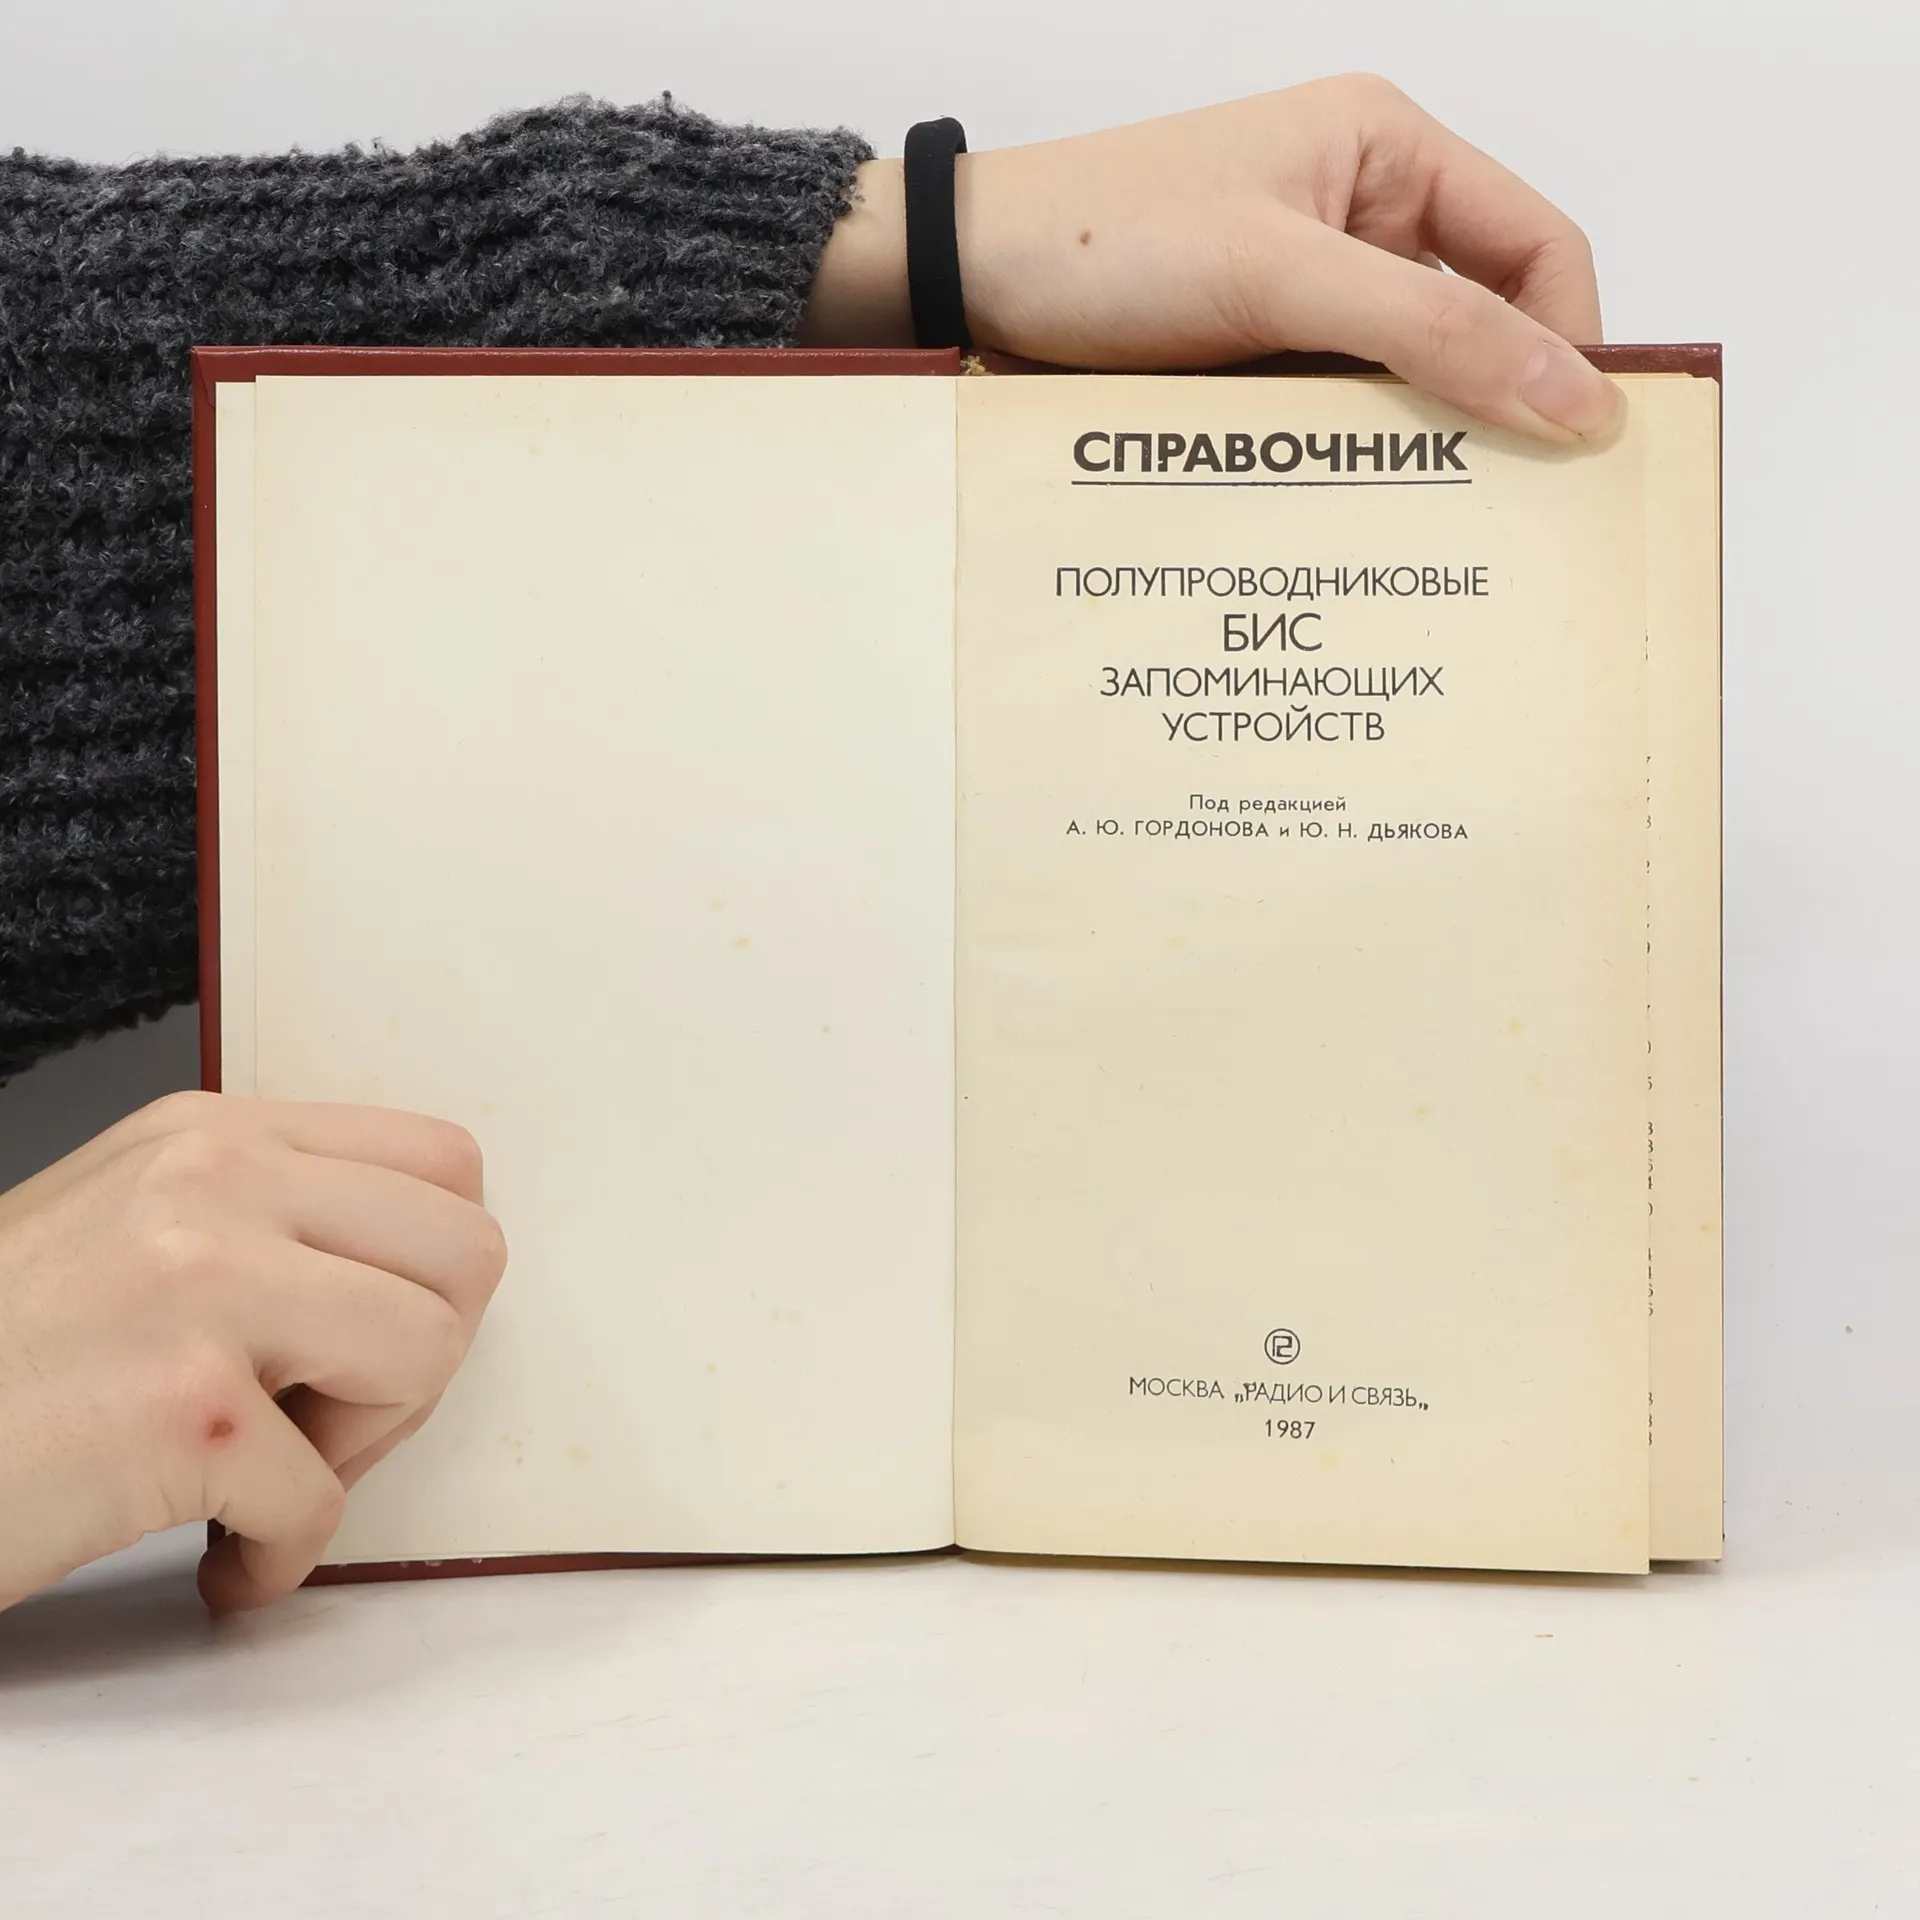 СПРАВОЧНИК
ПОЛУПРОВОДНИКОВЫЕ
БИС
ЗАПОМИНАЮЩИХ
УСТРОЙСТВ
Под редакцией
А. Ю. ГОРДОНОВА и Ю. Н. ДЬЯКОВА
МОСКВА „РАДИО И СВЯЗЬ„
1987